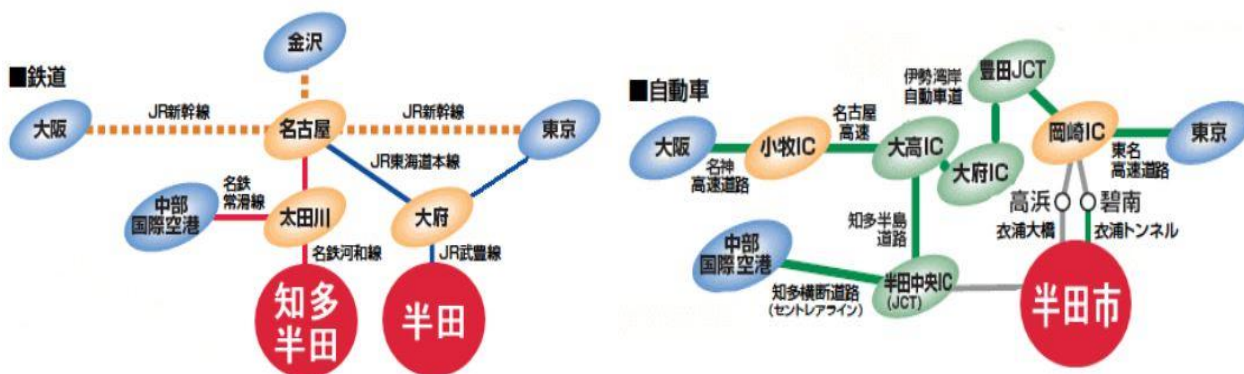 ■鉄道
金沢
大阪
JR新幹線
名古屋
JR新幹線
東京
JR東海道本線
名鉄
常滑線
中部
国際空港
太田川
大府
名鉄河和線
JR武豊線
知多
半田
半田
■自動車
大阪
名神
高速道路
小牧IC
名古屋
高速
大高IC
伊勢湾岸
自動車道
豊田JCT
大府IC
岡崎IC
東名
高速道路
東京
知多半島
道路
高浜
碧南
衣浦大橋
衣浦トンネル
中部
国際空港
知多横断道路
(セントレアライン)
半田中央IC
(JCT)
半田市